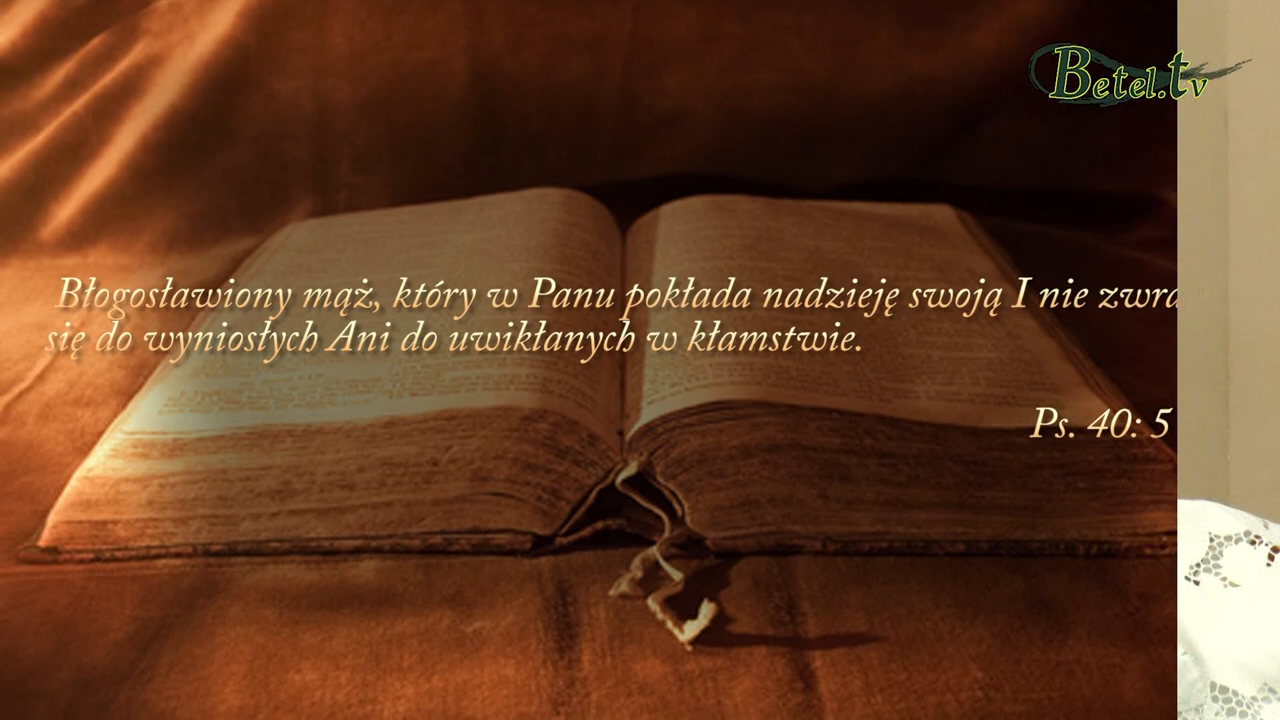 Betel.tv
Błogosławiony mąż, który w Panu pokłada nadzieję swoją I nie
się do wyniosłych Ani do uwikłanych w kłamstwie.
Ps. 40: 5